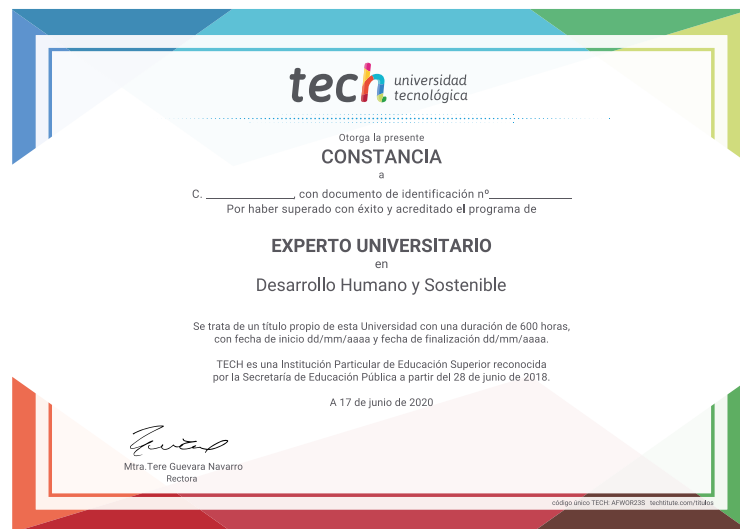 tech universidad
tecnológica
Otorga la presente
CONSTANCIA
a
C. ________________, con documento de identificación nº______________
Por haber superado con éxito y acreditado el programa de
EXPERTO UNIVERSITARIO
en
Desarrollo Humano y Sostenible
Se trata de un título propio de esta Universidad con una duración de 600 horas,
con fecha de inicio dd/mm/aaaa y fecha de finalización dd/mm/aaaa.
TECH es una Institución Particular de Educación Superior reconocida
por la Secretaría de Educación Pública a partir del 28 de junio de 2018.
A 17 de junio de 2020
Mtra.Tere Guevara Navarro
Rectora
código único TECH: AFWOR23S techtitute.com/títulos